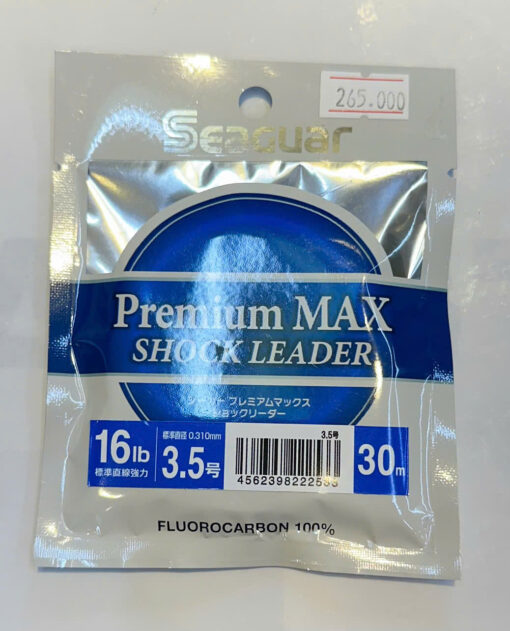 265.000
Seaguar
Premium MAX
SHOCK LEADER
シーガー プレミアムマックス
ショックリーダー
16lb
標準直線強力
標準直径 0.310mm
3.5号
3.5号
30m
FLUOROCARBON 100%